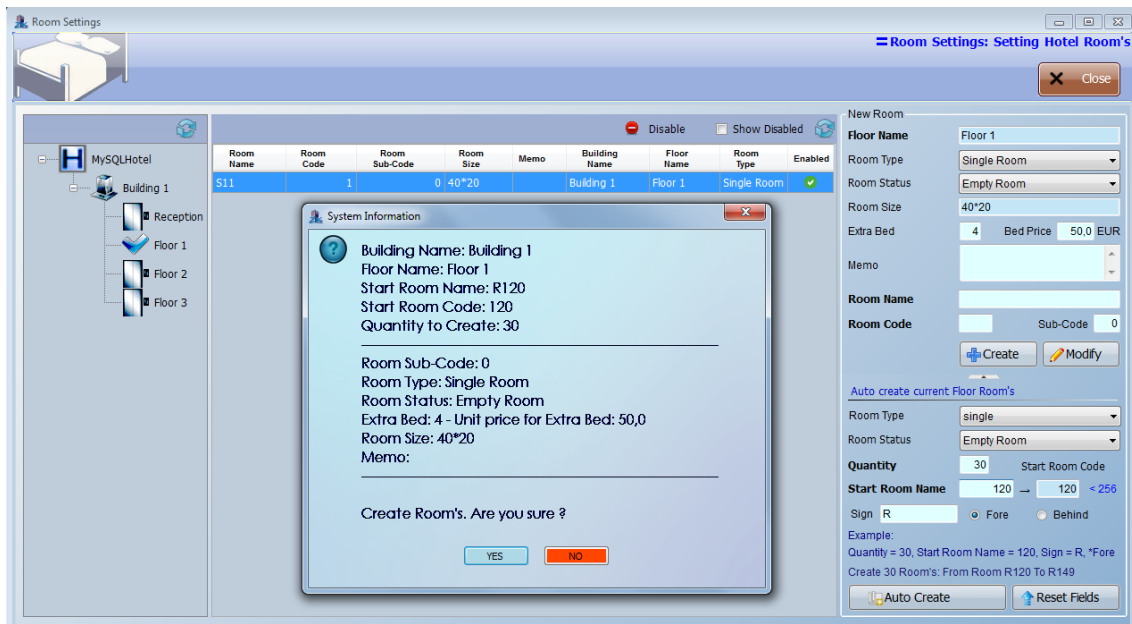 Room Settings
Room Settings: Setting Hotel Room's
Close
MySQLHotel
Building 1
Reception
Floor 1
Floor 2
Floor 3
Disable
Show Disabled
Room Name Room Code Room Sub-Code Room Size Memo Building Name Floor Name Room Type Enabled
S11 1 0 40*20 Building 1 Floor 1 Single Room
System Information
Building Name: Building 1
Floor Name: Floor 1
Start Room Name: R120
Start Room Code: 120
Quantity to Create: 30
Room Sub-Code: 0
Room Type: Single Room
Room Status: Empty Room
Extra Bed: 4 - Unit price for Extra Bed: 50,0
Room Size: 40*20
Memo:
Create Room's. Are you sure ?
YES NO
New Room
Floor Name Floor 1
Room Type Single Room
Room Status Empty Room
Room Size 40*20
Extra Bed 4 Bed Price 50,0 EUR
Memo
Room Name
Room Code Sub-Code 0
Create Modify
Auto create current Floor Room's
Room Type single
Room Status Empty Room
Quantity 30 Start Room Code
Start Room Name 120 → 120 < 256
Sign R Fore Behind
Example:
Quantity = 30, Start Room Name = 120, Sign = R, *Fore
Create 30 Room's: From Room R120 To R149
Auto Create Reset Fields